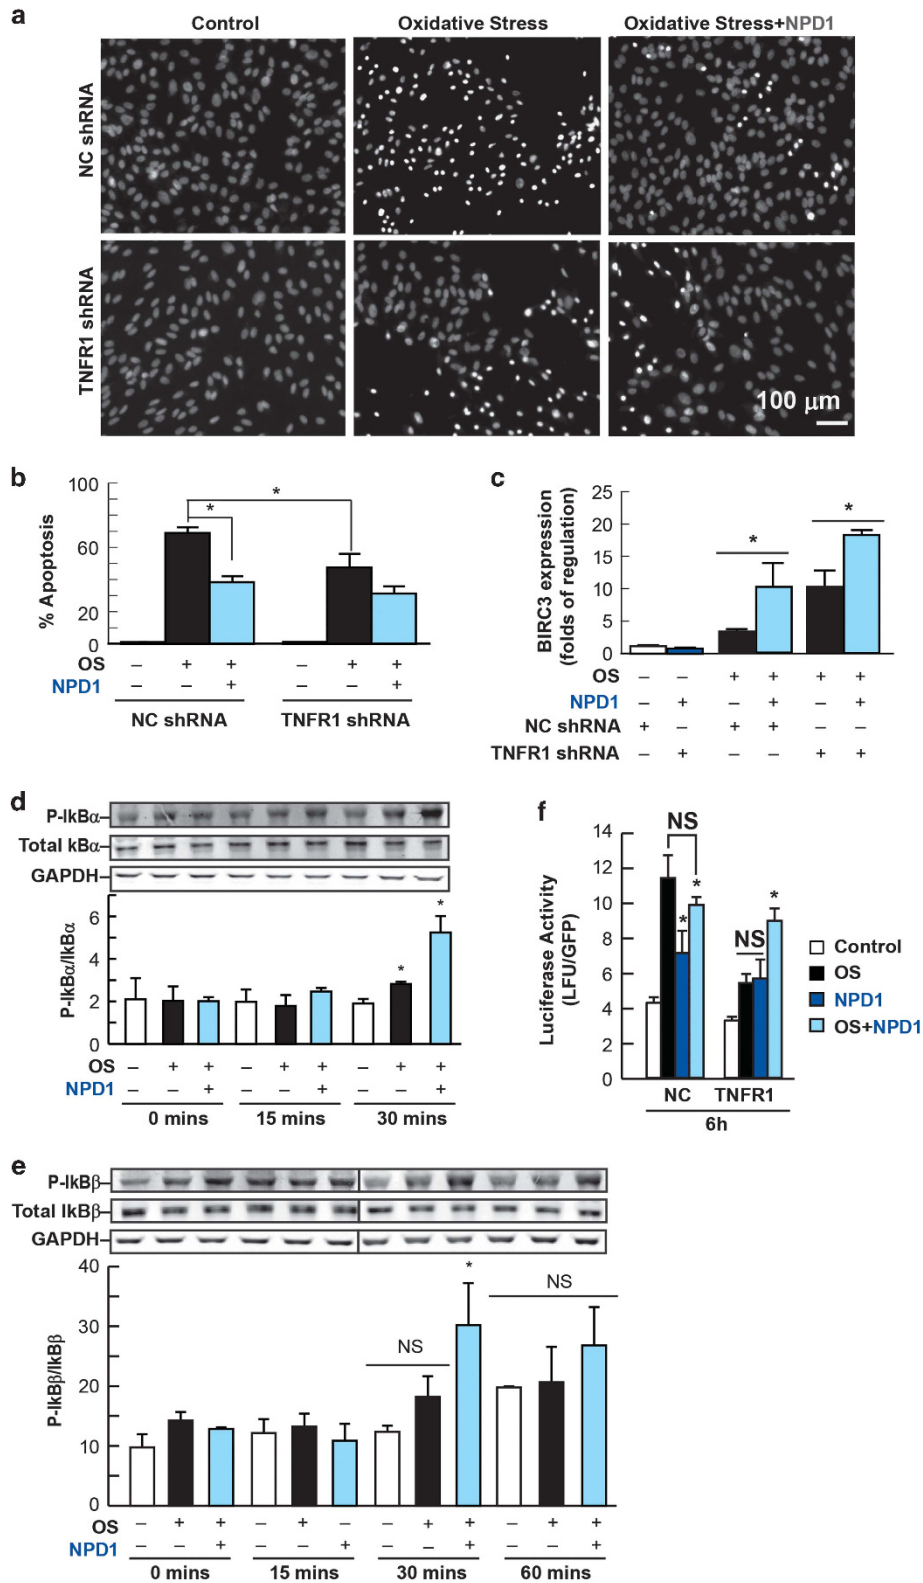 a
Control
Oxidative Stress
Oxidative Stress+NPD1
NC shRNA
TNFR1 shRNA
100 µm
b
% Apoptosis
100
80
60
40
20
0
*
*
– + + – + +
OS
NPD1
– – + – – +
NC shRNA
TNFR1 shRNA
c
BIRC3 expression
(folds of regulation)
25
20
15
10
5
0
*
*
OS – – + + + +
NPD1 – + – + – +
NC shRNA + – + + – –
TNFR1 shRNA – + – – + +
d
P-IkBα
Total kBα
GAPDH
P-IkBα/IkBα
6
4
2
0
*
*
OS – + + – + + – + +
NPD1 – – + – – + – – +
0 mins
15 mins
30 mins
f
Luciferase Activity
(LFU/GFP)
14
12
10
8
6
4
2
0
NS
*
*
NS
*
NC
TNFR1
6h
Control
OS
NPD1
OS+NPD1
e
P-IkBβ
Total IkBβ
GAPDH
P-IkBβ/IkBβ
40
30
20
10
0
NS
*
NS
OS – + + – + – – + + – + +
NPD1 – – + – – + – – + – – +
0 mins
15 mins
30 mins
60 mins